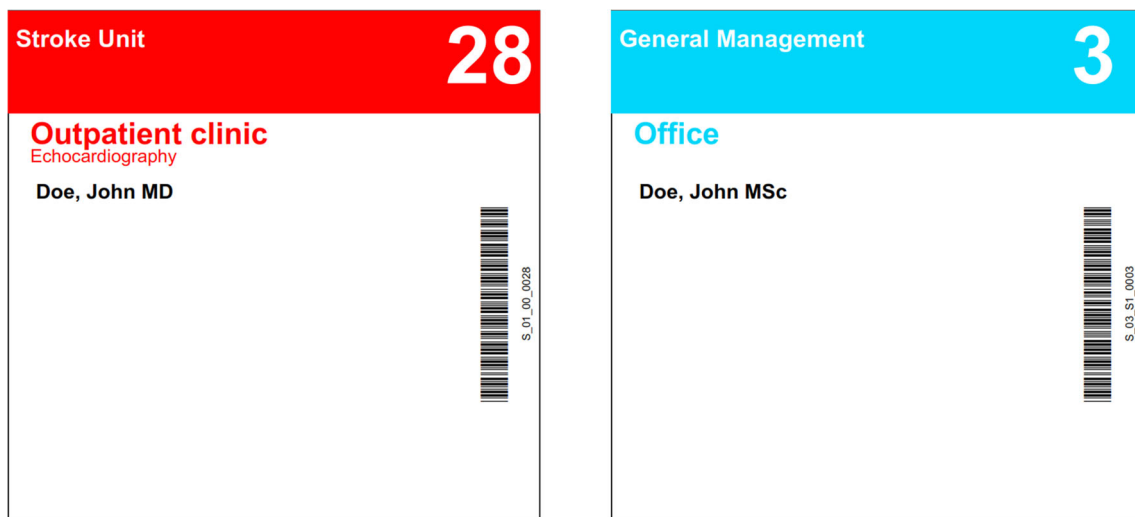 Stroke Unit
28
Outpatient clinic
Echocardiography
Doe, John MD
S_01_00_0028
General Management
3
Office
Doe, John MSc
S_03_S1_0003